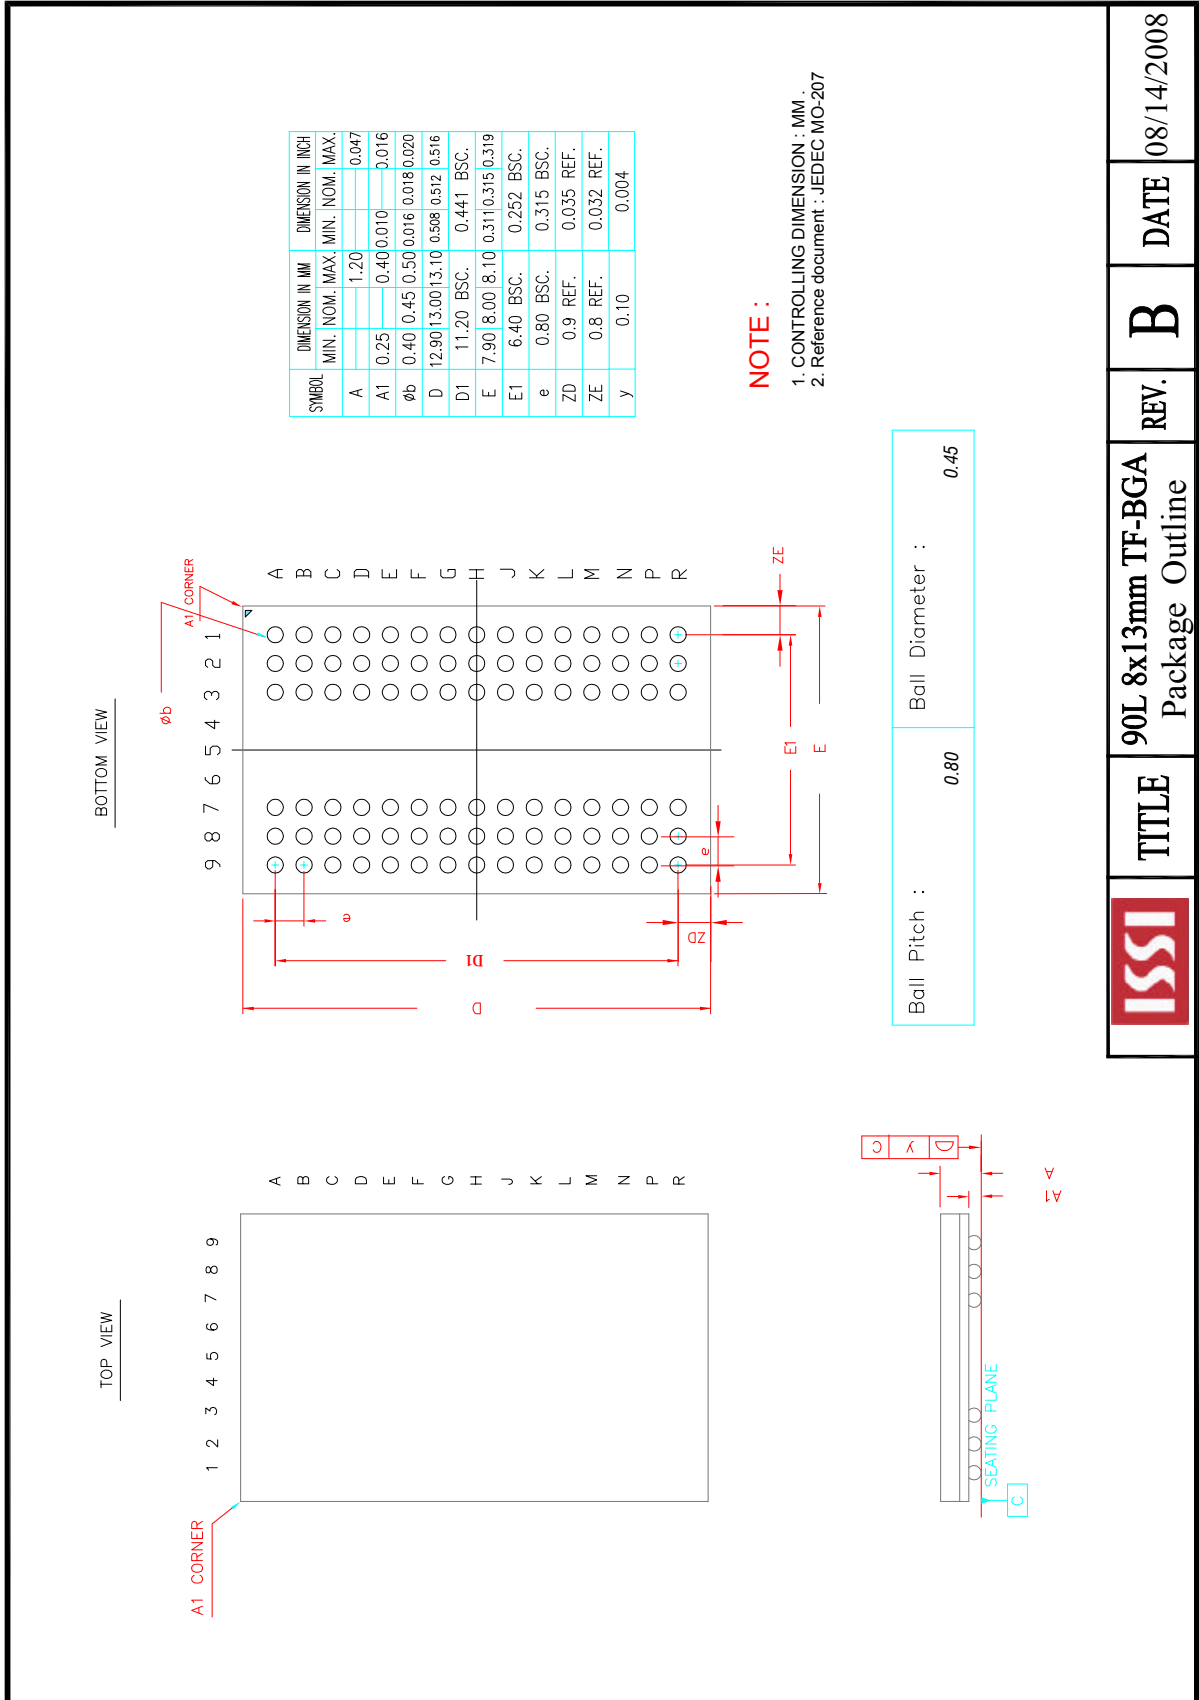 TOP VIEW
A1 CORNER
1 2 3 4 5 6 7 8 9
A
B
C
D
E
F
G
H
J
K
L
M
N
P
R
BOTTOM VIEW
Øb
A1 CORNER
9 8 7 6 5 4 3 2 1
A
B
C
D
E
F
G
H
J
K
L
M
N
P
R
e
D1
D
ZD
e
E1
E
ZE
SYMBOL DIMENSION IN MM DIMENSION IN INCH
MIN. NOM. MAX. MIN. NOM. MAX.
A 1.20 0.047
A1 0.25 0.40 0.010 0.016
Øb 0.40 0.45 0.50 0.016 0.018 0.020
D 12.90 13.00 13.10 0.508 0.512 0.516
D1 11.20 BSC. 0.441 BSC.
E 7.90 8.00 8.10 0.311 0.315 0.319
E1 6.40 BSC. 0.252 BSC.
e 0.80 BSC. 0.315 BSC.
ZD 0.9 REF. 0.035 REF.
ZE 0.8 REF. 0.032 REF.
y 0.10 0.004
NOTE :
1. CONTROLLING DIMENSION : MM .
2. Reference document : JEDEC MO-207
SEATING PLANE
C
C y
A
A1
Ball Pitch : 0.80
Ball Diameter : 0.45
ISSI
TITLE
90L 8x13mm TF-BGA
Package Outline
REV.
B
DATE
08/14/2008